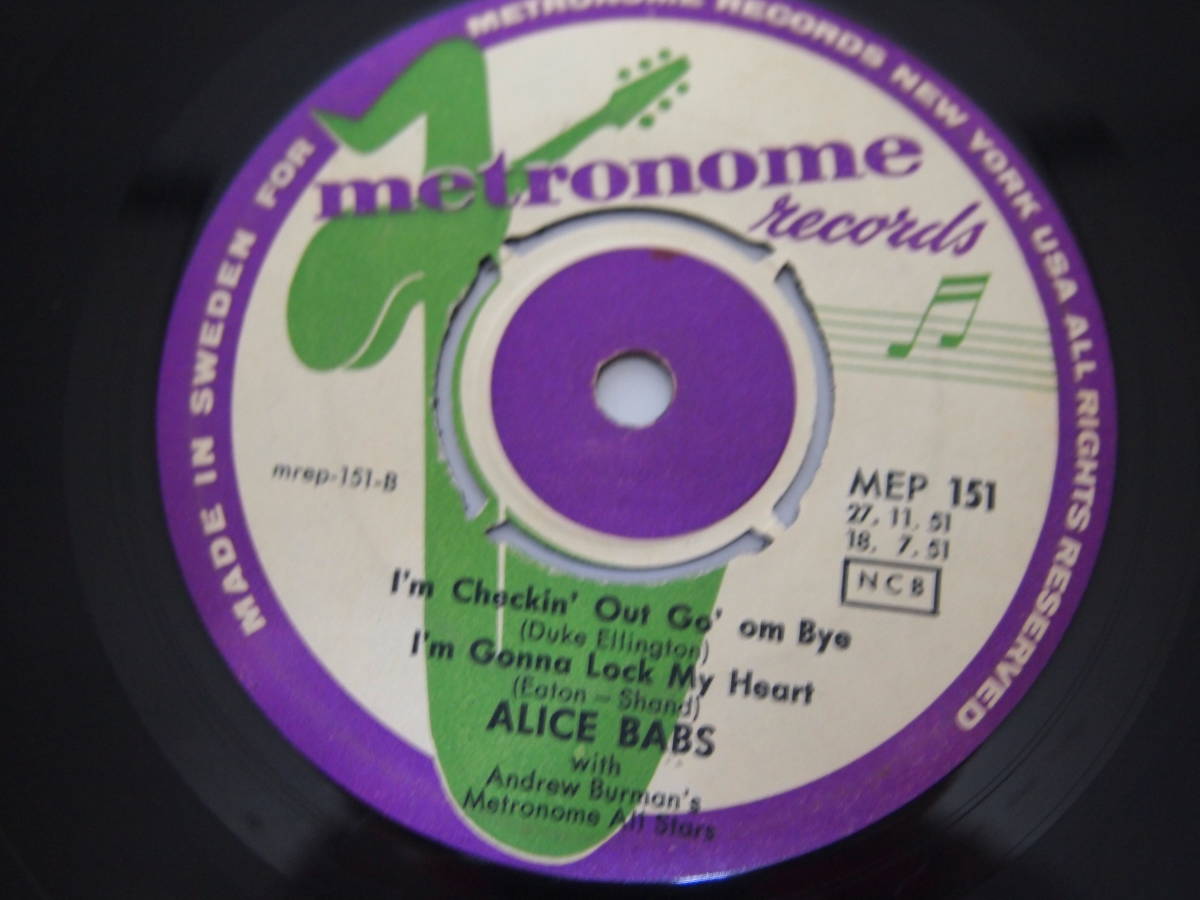 MADE IN SWEDEN FOR METRONOME RECORDS NEW YORK USA ALL RIGHTS RESERVED
metronome
records
mrep-151-B
MEP 151
27. 11. 51
18. 7. 51
NCB
I'm Checkin' Out Go' om Bye
(Duke Ellington)
I'm Gonna Lock My Heart
(Eaton – Shand)
ALICE BABS
with
Andrew Burman's
Metronome All Stars